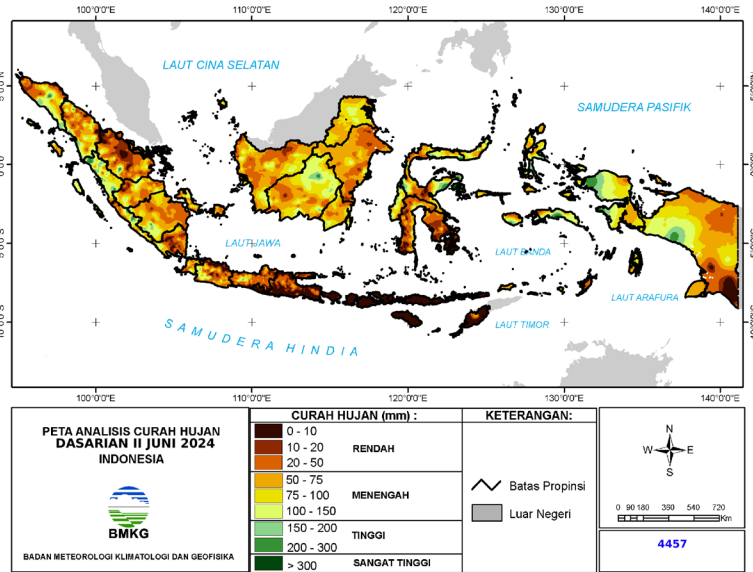 100°0'0"E 110°0'0"E 120°0'0"E 130°0'0"E 140°0'0"E
LAUT CINA SELATAN
SAMUDERA PASIFIK
LAUT JAWA
LAUT BANDA
LAUT ARAFURA
LAUT TIMOR
SAMUDERA HINDIA
100°0'0"E 110°0'0"E 120°0'0"E 130°0'0"E 140°0'0"E
PETA ANALISIS CURAH HUJAN
DASARIAN II JUNI 2024
INDONESIA
BMKG
BADAN METEOROLOGI KLIMATOLOGI DAN GEOFISIKA
CURAH HUJAN (mm) :
0 - 10
10 - 20
20 - 50
RENDAH
50 - 75
75 - 100
100 - 150
MENENGAH
150 - 200
200 - 300
TINGGI
> 300
SANGAT TINGGI
KETERANGAN:
Batas Propinsi
Luar Negeri
N
W E
S
0 90 180 360 540 720
Km
4457